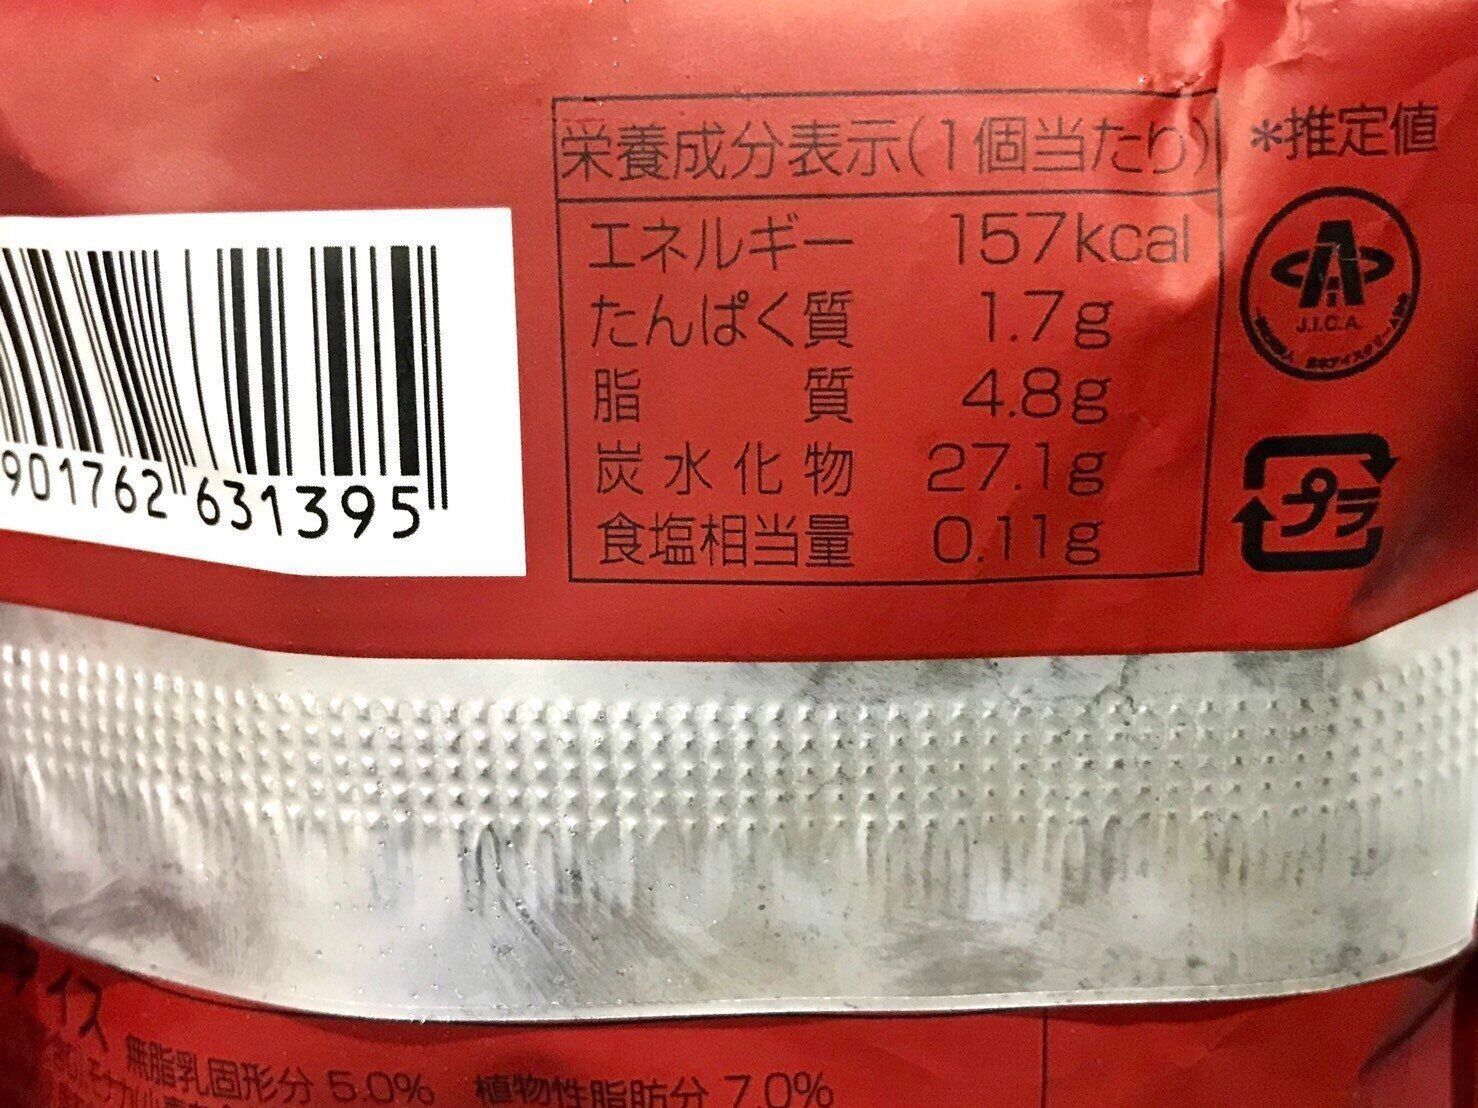 栄養成分表示(1個当たり)
*推定値
エネルギー 157kcal
たんぱく質 1.7g
脂質 4.8g
炭水化物 27.1g
食塩相当量 0.11g
J.I.C.A.
プラ
901762 631395
イス
無脂乳固形分 5.0% 植物性脂肪分 7.0%